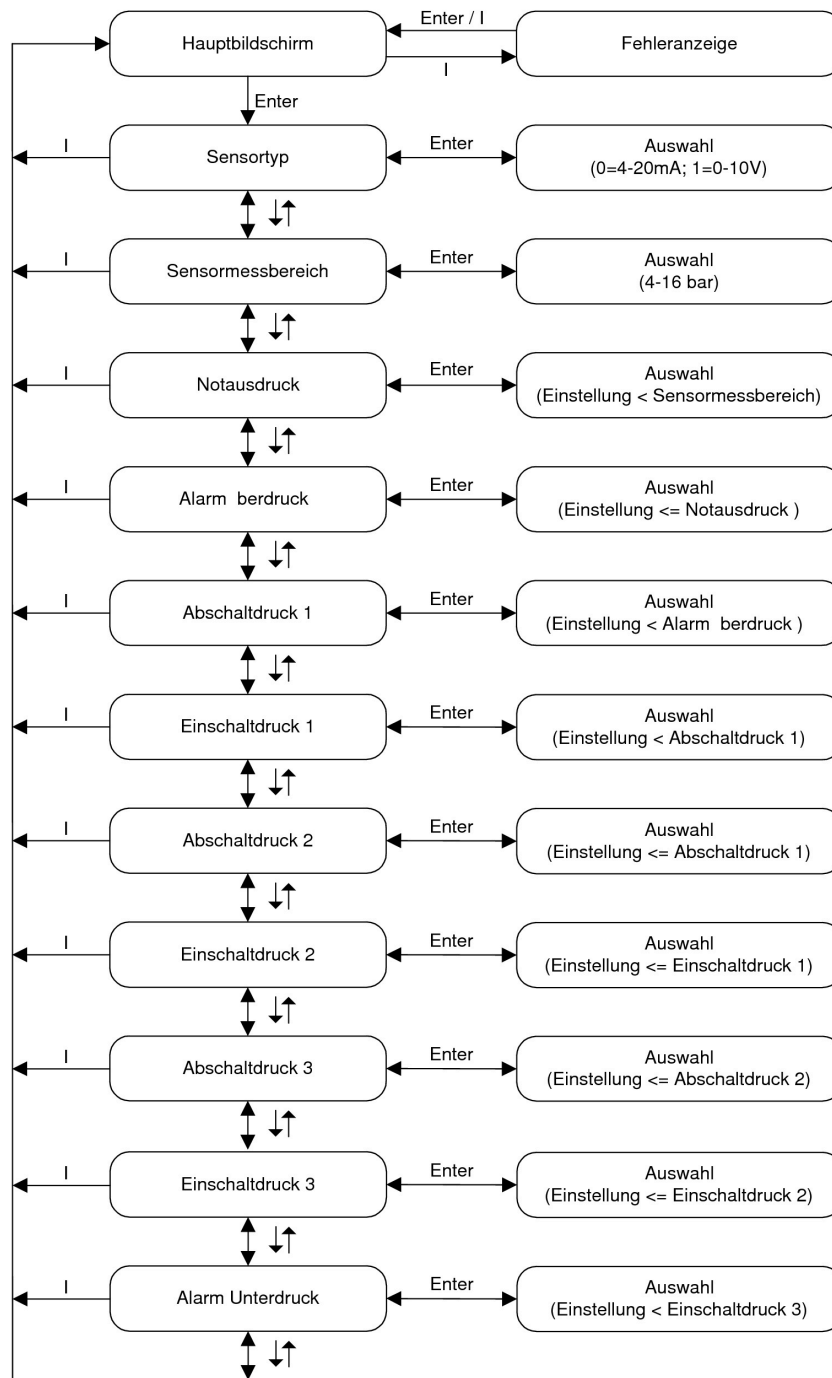 Hauptbildschirm
Enter / I
I
Fehleranzeige
Enter
I
Sensortyp
Enter
Auswahl
(0=4-20mA; 1=0-10V)
I
Sensormessbereich
Enter
Auswahl
(4-16 bar)
I
Notausdruck
Enter
Auswahl
(Einstellung < Sensormessbereich)
I
Alarm berdruck
Enter
Auswahl
(Einstellung <= Notausdruck )
I
Abschaltdruck 1
Enter
Auswahl
(Einstellung < Alarm berdruck )
I
Einschaltdruck 1
Enter
Auswahl
(Einstellung < Abschaltdruck 1)
I
Abschaltdruck 2
Enter
Auswahl
(Einstellung <= Abschaltdruck 1)
I
Einschaltdruck 2
Enter
Auswahl
(Einstellung <= Einschaltdruck 1)
I
Abschaltdruck 3
Enter
Auswahl
(Einstellung <= Abschaltdruck 2)
I
Einschaltdruck 3
Enter
Auswahl
(Einstellung <= Einschaltdruck 2)
I
Alarm Unterdruck
Enter
Auswahl
(Einstellung < Einschaltdruck 3)